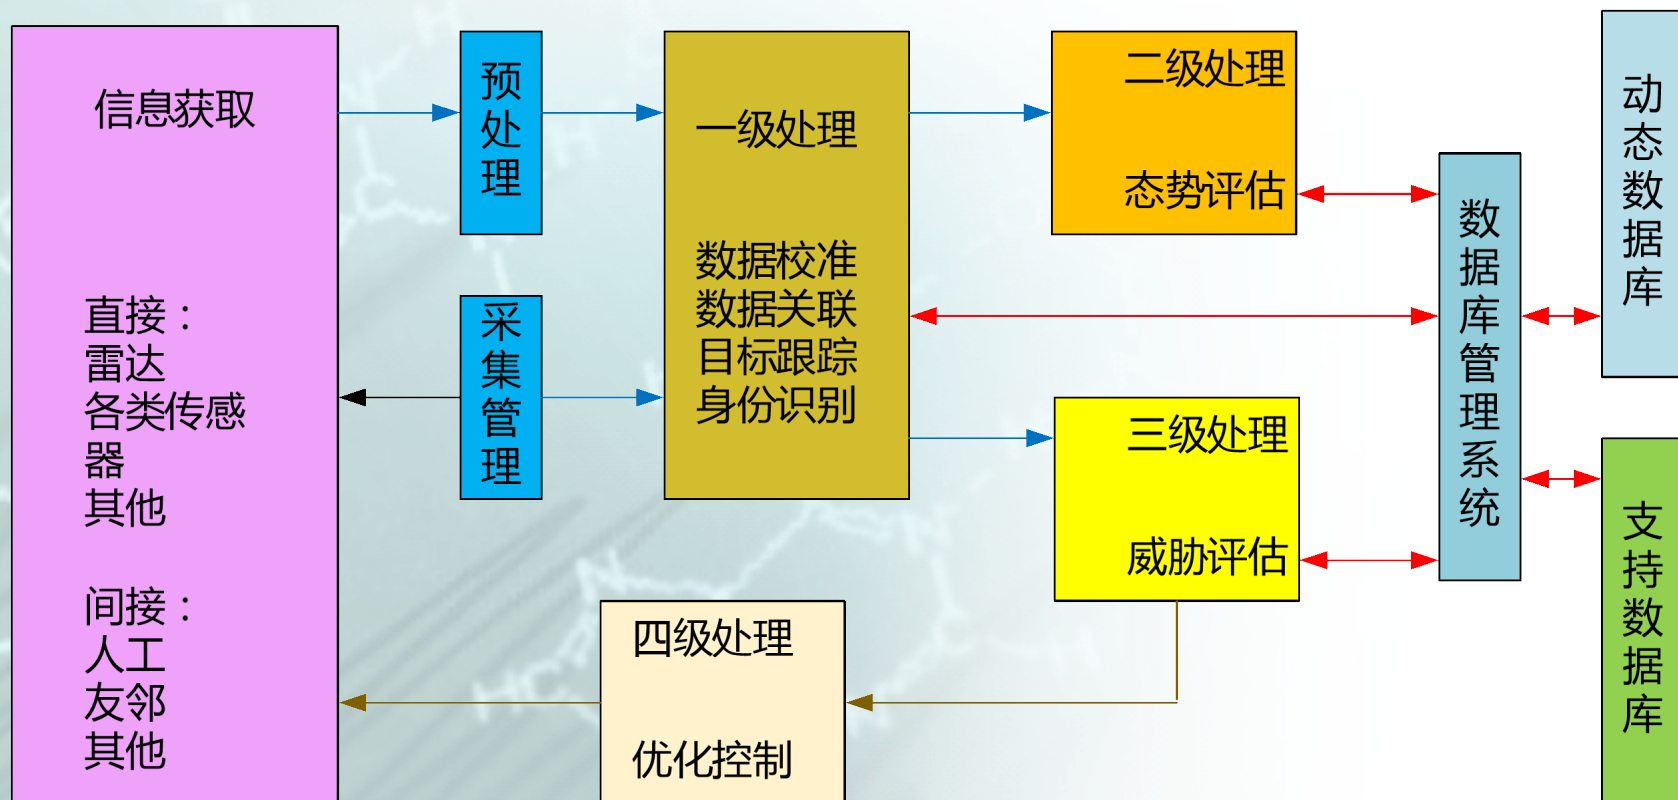 信息获取
直接：
雷达
各类传感
器
其他
间接：
人工
友邻
其他
预处理
采集管理
一级处理
数据校准
数据关联
目标跟踪
身份识别
二级处理
态势评估
三级处理
威胁评估
四级处理
优化控制
数据库管理系统
动态数据库
支持数据库